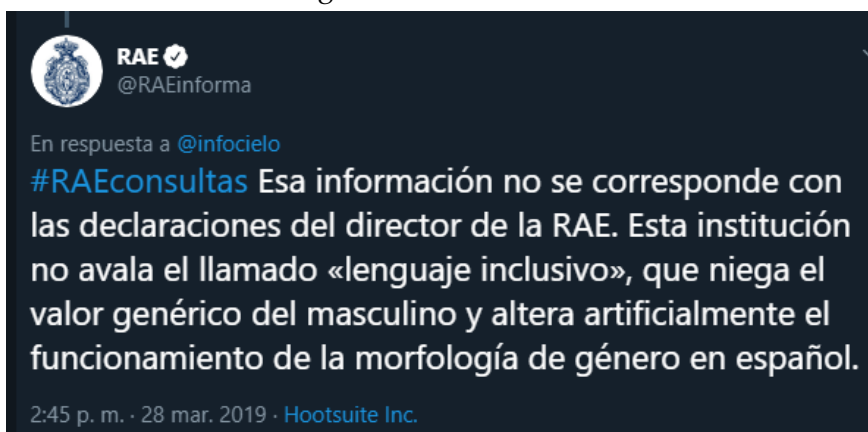 RAE
@RAEinforma
En respuesta a @infocielo
#RAEconsultas Esa información no se corresponde con
las declaraciones del director de la RAE. Esta institución
no avala el llamado «lenguaje inclusivo», que niega el
valor genérico del masculino y altera artificialmente el
funcionamiento de la morfología de género en español.
2:45 p. m. · 28 mar. 2019 · Hootsuite Inc.